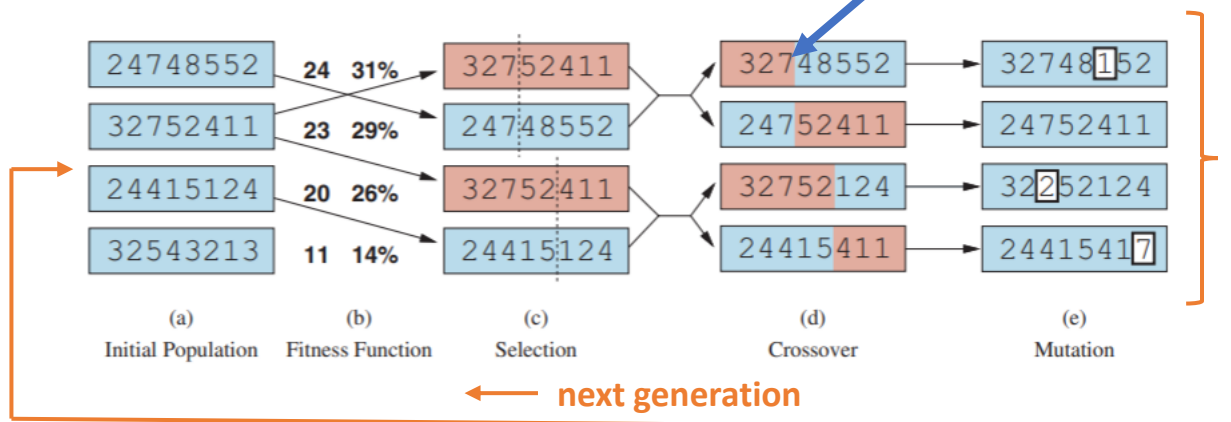 24748552 24 31% 32752411 32748552 32748152
32752411 23 29% 24748552 24752411 24752411
24415124 20 26% 32752411 32752124 32252124
32543213 11 14% 24415124 24415411 24415417
(a) (b) (c) (d) (e)
Initial Population Fitness Function Selection Crossover Mutation
next generation